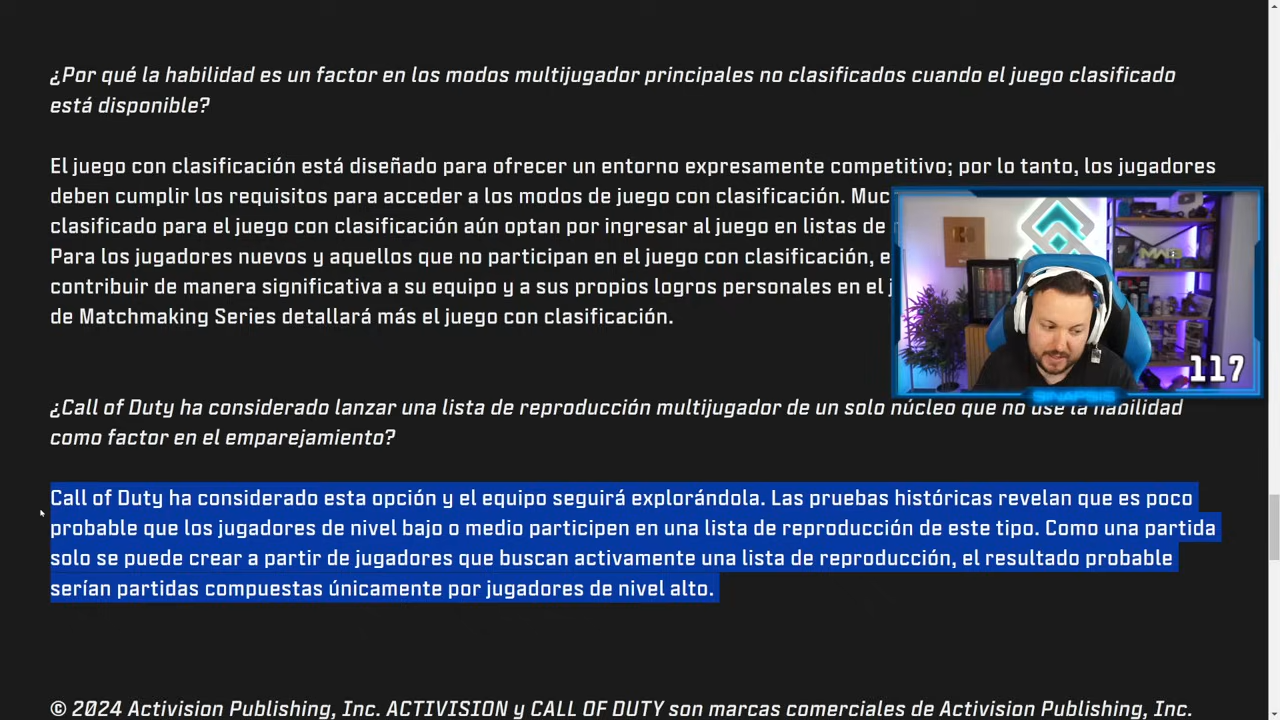 ¿Por qué la habilidad es un factor en los modos multijugador principales no clasificados cuando el juego clasificado
está disponible?
El juego con clasificación está diseñado para ofrecer un entorno expresamente competitivo; por lo tanto, los jugadores
deben cumplir los requisitos para acceder a los modos de juego con clasificación.
clasificado para el juego con clasificación aún optan por ingresar al juego en listas de
Para los jugadores nuevos y aquellos que no participan en el juego con clasificación,
contribuir de manera significativa a su equipo y a sus propios logros personales en el
de Matchmaking Series detallará más el juego con clasificación.
117
SINAPSIS
¿Call of Duty ha considerado lanzar una lista de reproducción multijugador de un solo núcleo que no use la habilidad
como factor en el emparejamiento?
Call of Duty ha considerado esta opción y el equipo seguirá explorándola. Las pruebas históricas revelan que es poco
probable que los jugadores de nivel bajo o medio participen en una lista de reproducción de este tipo. Como una partida
solo se puede crear a partir de jugadores que buscan activamente una lista de reproducción, el resultado probable
serían partidas compuestas únicamente por jugadores de nivel alto.
© 2024 Activision Publishing, Inc. ACTIVISION y CALL OF DUTY son marcas comerciales de Activision Publishing, Inc.